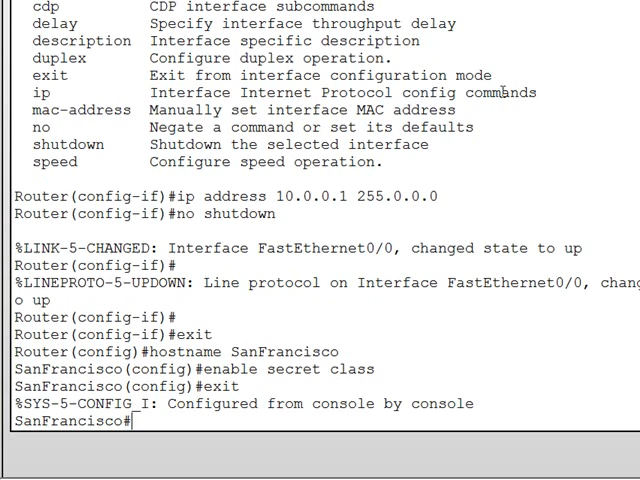 cdp CDP interface subcommands
delay Specify interface throughput delay
description Interface specific description
duplex Configure duplex operation.
exit Exit from interface configuration mode
ip Interface Internet Protocol config commands
mac-address Manually set interface MAC address
no Negate a command or set its defaults
shutdown Shutdown the selected interface
speed Configure speed operation.
Router(config-if)#ip address 10.0.0.1 255.0.0.0
Router(config-if)#no shutdown
%LINK-5-CHANGED: Interface FastEthernet0/0, changed state to up
Router(config-if)#
%LINEPROTO-5-UPDOWN: Line protocol on Interface FastEthernet0/0, chang
o up
Router(config-if)#
Router(config-if)#exit
Router(config)#hostname SanFrancisco
SanFrancisco(config)#enable secret class
SanFrancisco(config)#exit
%SYS-5-CONFIG_I: Configured from console by console
SanFrancisco#